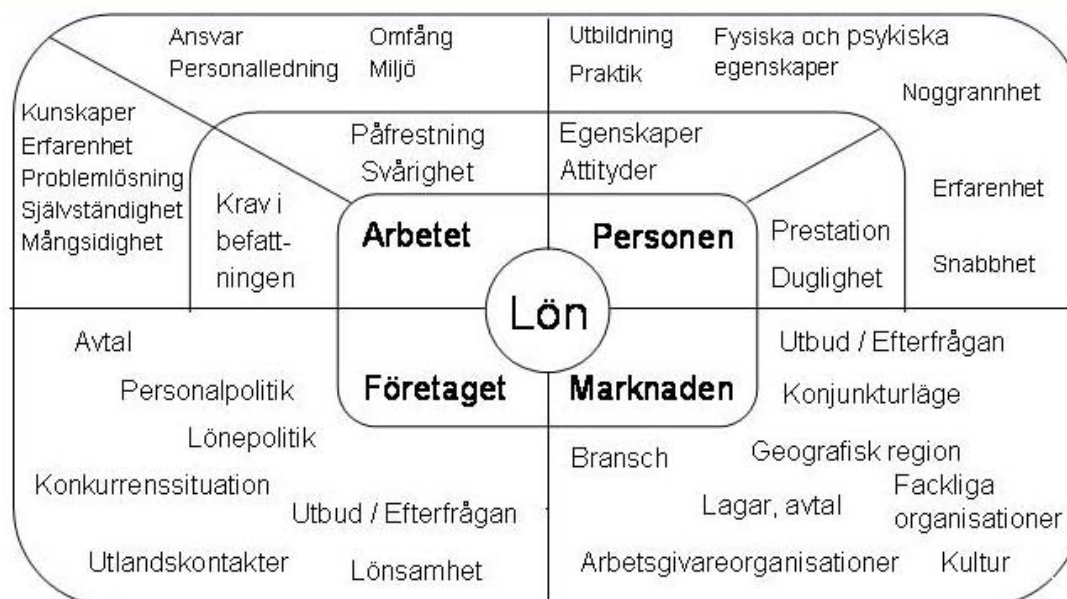 Ansvar
Personalledning
Omfång
Miljö
Utbildning
Praktik
Fysiska och psykiska
egenskaper
Noggrannhet
Erfarenhet
Snabbhet
Kunskaper
Erfarenhet
Problemlösning
Självständighet
Mångsidighet
Krav i
befatt-
ningen
Påfrestning
Svårighet
Egenskaper
Attityder
Prestation
Duglighet
Arbetet
Personen
Lön
Företaget
Marknaden
Avtal
Personalpolitik
Lönepolitik
Konkurrenssituation
Utbud / Efterfrågan
Utlandskontakter
Lönsamhet
Utbud / Efterfrågan
Konjunkturläge
Geografisk region
Bransch
Lagar, avtal
Fackliga
organisationer
Arbetsgivareorganisationer
Kultur